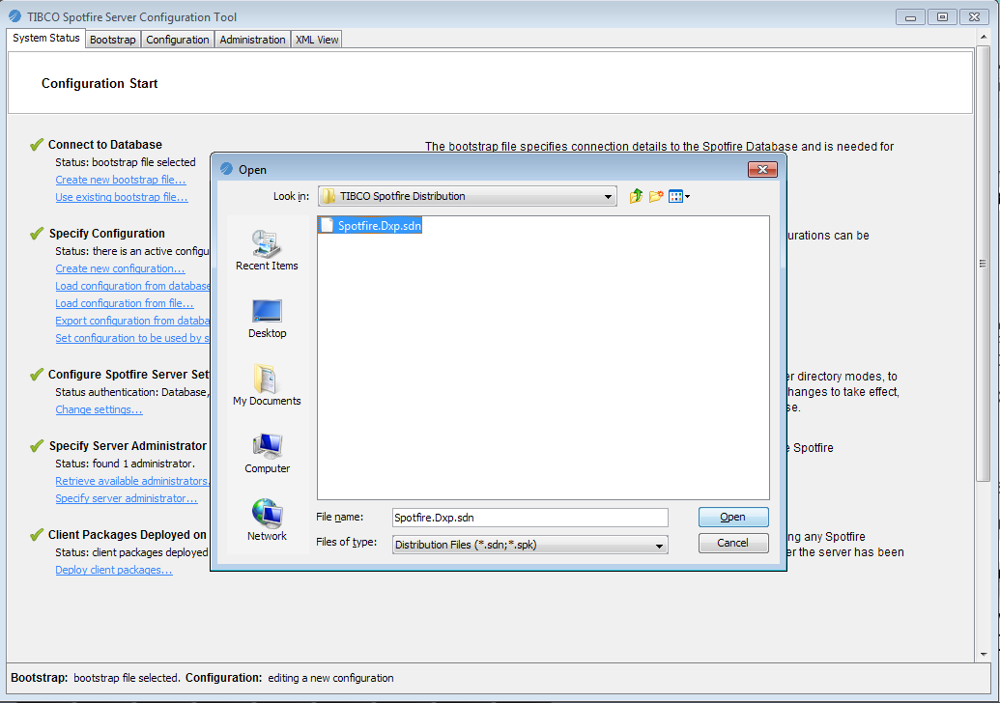 TIBCO Spotfire Server Configuration Tool
System Status Bootstrap Configuration Administration XML View
Configuration Start
Connect to Database
Status: bootstrap file selected
Create new bootstrap file...
Use existing bootstrap file...
The bootstrap file specifies connection details to the Spotfire Database and is needed for
Specify Configuration
Status: there is an active configu
Create new configuration...
Load configuration from database
Load configuration from file...
Export configuration from databa
Set configuration to be used by s
urations can be
Configure Spotfire Server Set
Status authentication: Database,
Change settings...
er directory modes, to
hanges to take effect,
se.
Specify Server Administrator
Status: found 1 administrator.
Retrieve available administrators.
Specify server administrator...
e Spotfire
Client Packages Deployed on
Status: client packages deployed
Deploy client packages...
ng any Spotfire
er the server has been
Open
Look in: TIBCO Spotfire Distribution
Spotfire.Dxp.sdn
Recent Items
Desktop
My Documents
Computer
Network
File name: Spotfire.Dxp.sdn Open
Files of type: Distribution Files (*.sdn;*.spk) Cancel
Bootstrap: bootstrap file selected. Configuration: editing a new configuration